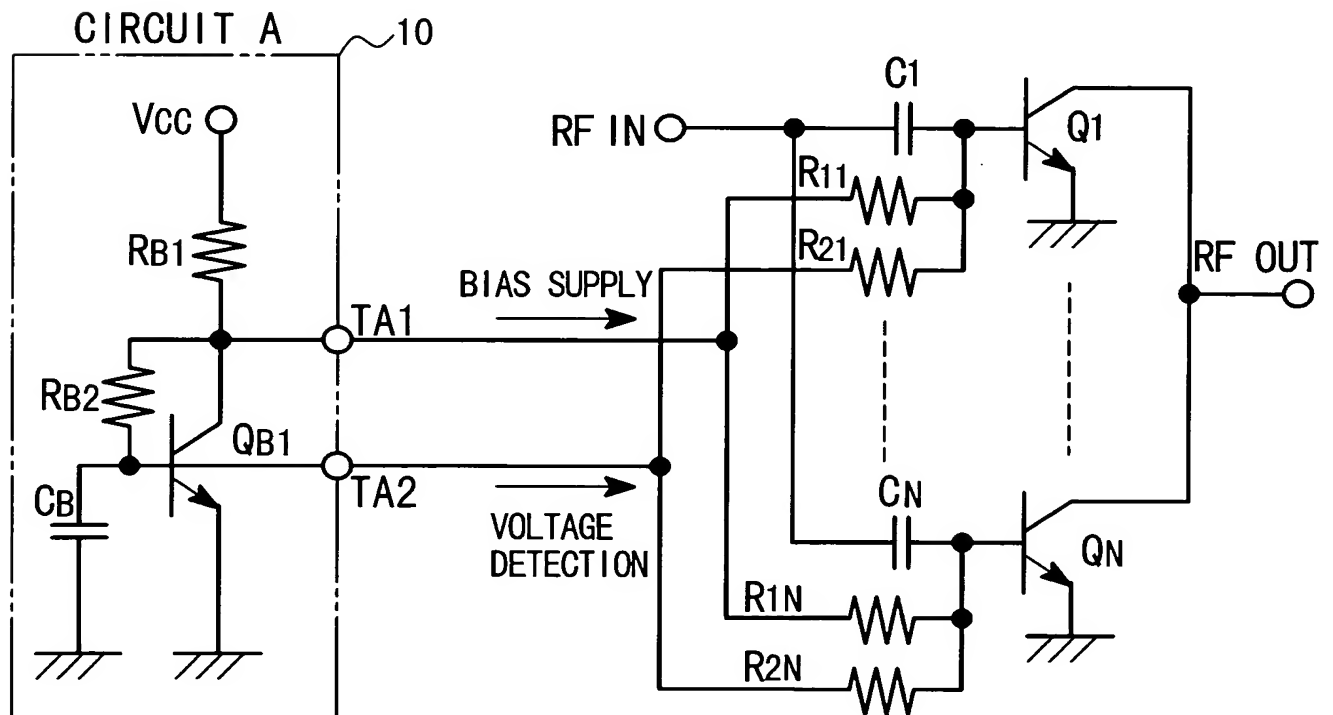 CIRCUIT A
10
VCC
RB1
RB2
QB1
CB
TA1
TA2
BIAS SUPPLY
VOLTAGE
DETECTION
RF IN
C1
R11
R21
Q1
RF OUT
CN
R1N
R2N
QN